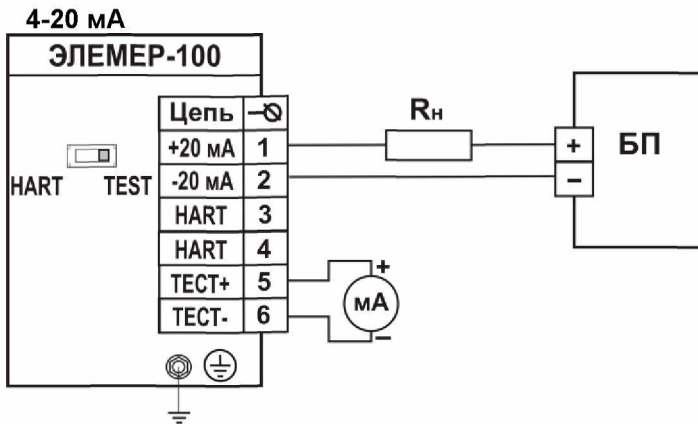 4-20 мА
ЭЛЕМЕР-100
Цепь
+20 мА 1
-20 мА 2
HART 3
HART 4
ТЕСТ+ 5
ТЕСТ- 6
HART TEST
Rн
+ БП
−
+
мА
−